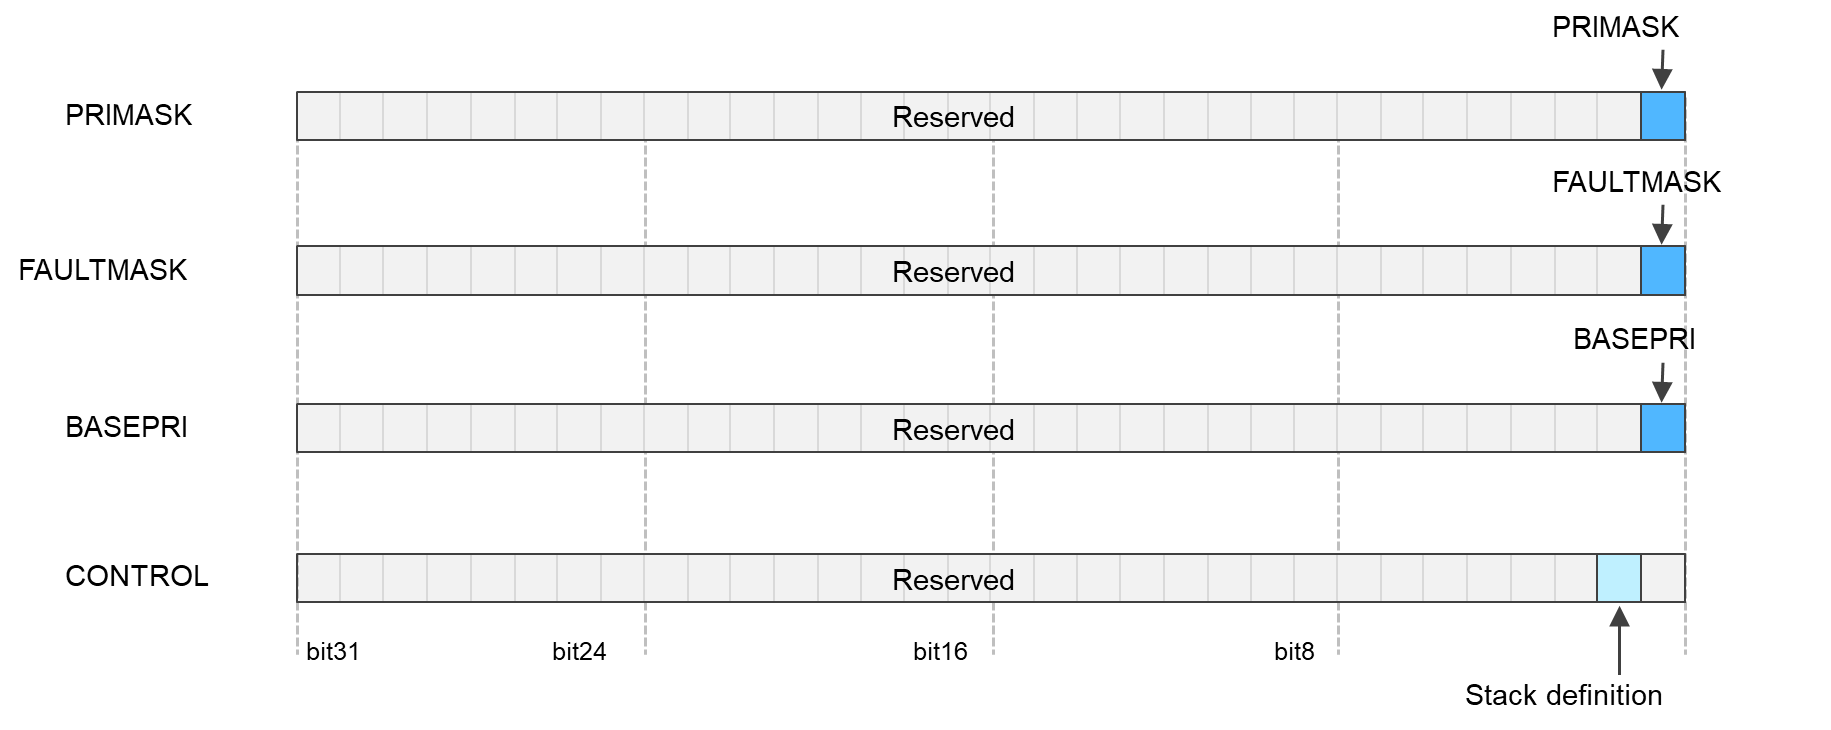 PRIMASK
PRIMASK
Reserved
FAULTMASK
FAULTMASK
Reserved
BASEPRI
BASEPRI
Reserved
CONTROL
Reserved
bit31
bit24
bit16
bit8
Stack definition